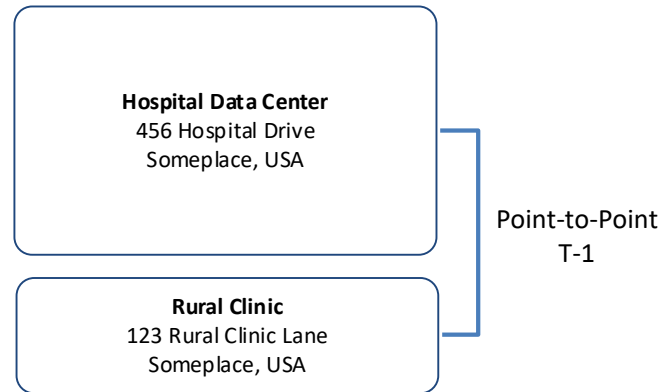 Hospital Data Center
456 Hospital Drive
Someplace, USA
Point-to-Point
T-1
Rural Clinic
123 Rural Clinic Lane
Someplace, USA